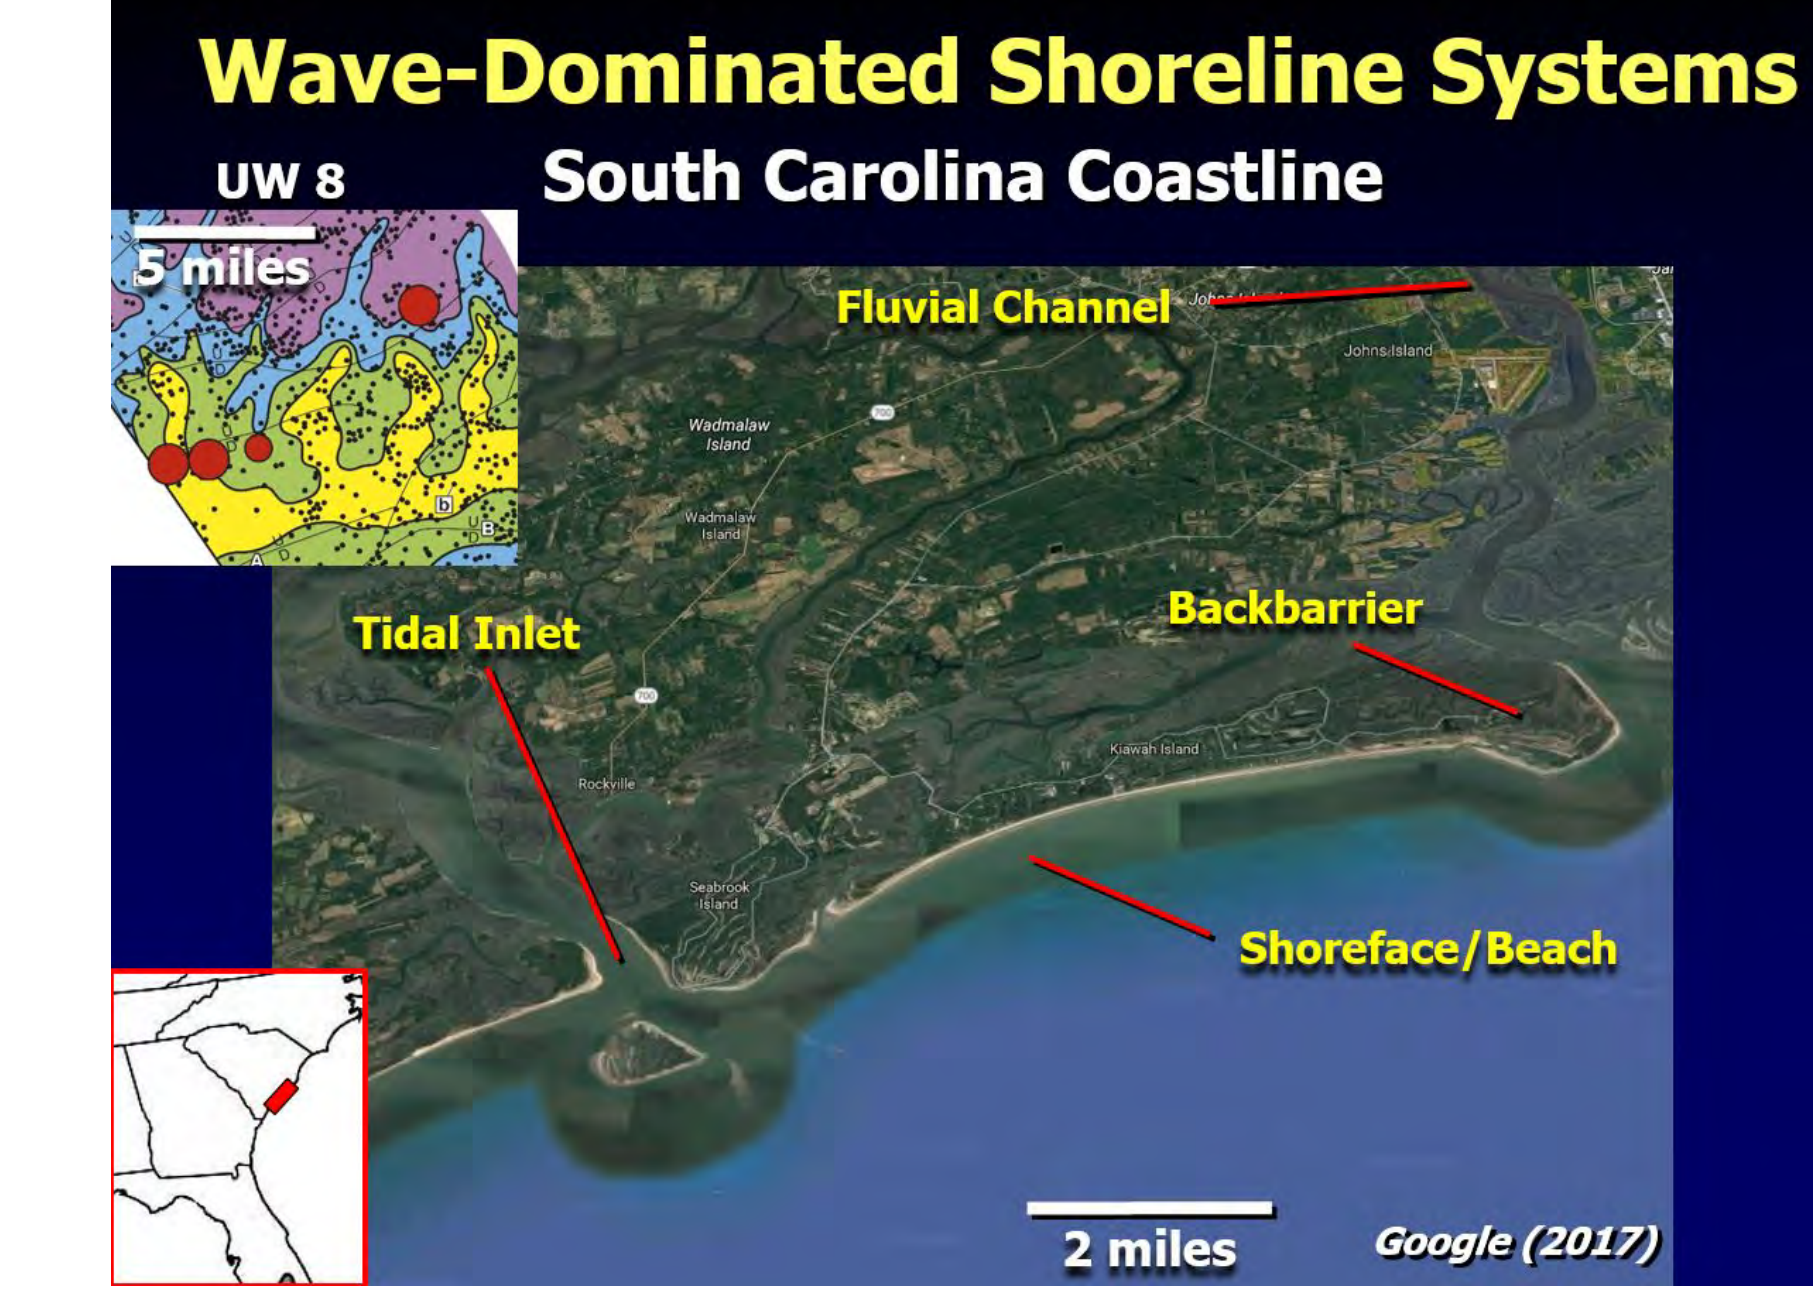 Wave-Dominated Shoreline Systems
UW 8
South Carolina Coastline
5 miles
U
D
U
D
U
D
b
U
B
D
U
D
A
Fluvial Channel
Johns Island
700
Wadmalaw
Island
Wadmalaw
Island
Backbarrier
Tidal Inlet
700
Kiawah Island
Rockville
Seabrook
Island
Shoreface/Beach
2 miles
Google (2017)